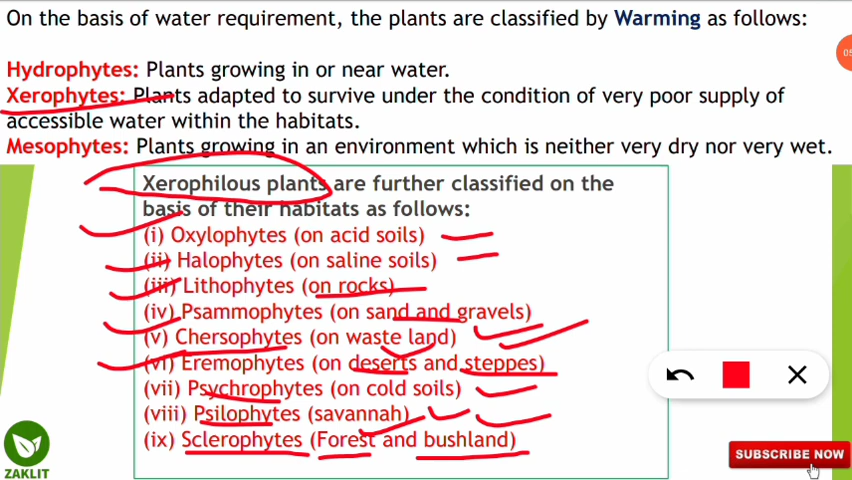 On the basis of water requirement, the plants are classified by Warming as follows:
Hydrophytes: Plants growing in or near water.
Xerophytes: Plants adapted to survive under the condition of very poor supply of
accessible water within the habitats.
Mesophytes: Plants growing in an environment which is neither very dry nor very wet.
Xerophilous plants are further classified on the
basis of their habitats as follows:
(i) Oxylophytes (on acid soils)
(ii) Halophytes (on saline soils)
(iii) Lithophytes (on rocks)
(iv) Psammophytes (on sand and gravels)
(v) Chersophytes (on waste land)
(vi) Eremophytes (on deserts and steppes)
(vii) Psychrophytes (on cold soils)
(viii) Psilophytes (savannah)
(ix) Sclerophytes (Forest and bushland)
ZAKLIT
SUBSCRIBE NOW